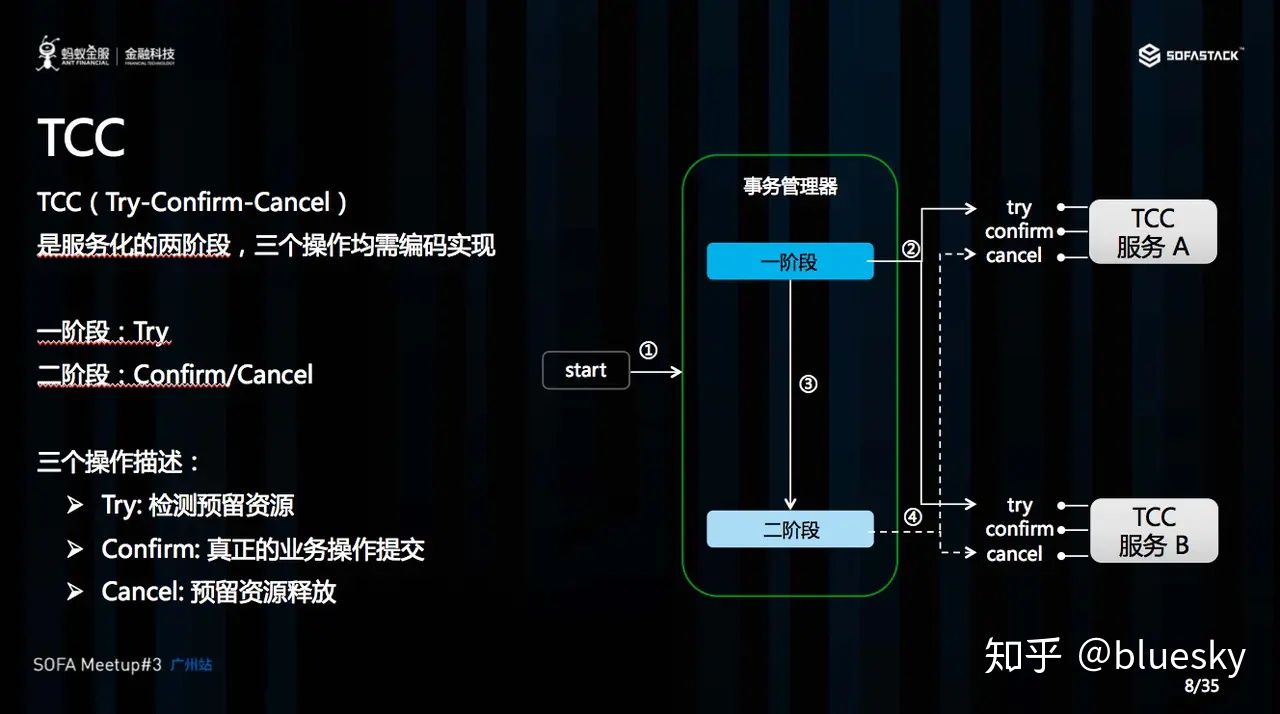 蚂蚁金服 金融科技
ANT FINANCIAL FINANCIAL TECHNOLOGY
SOFASTACK™
TCC
TCC（Try-Confirm-Cancel）
是服务化的两阶段，三个操作均需编码实现
一阶段：Try
二阶段：Confirm/Cancel
三个操作描述：
Try: 检测预留资源
Confirm: 真正的业务操作提交
Cancel: 预留资源释放
start
①
事务管理器
一阶段
②
③
二阶段
④
try
confirm
cancel
TCC
服务 A
try
confirm
cancel
TCC
服务 B
SOFA Meetup#3 广州站
知乎 @bluesky
8/35